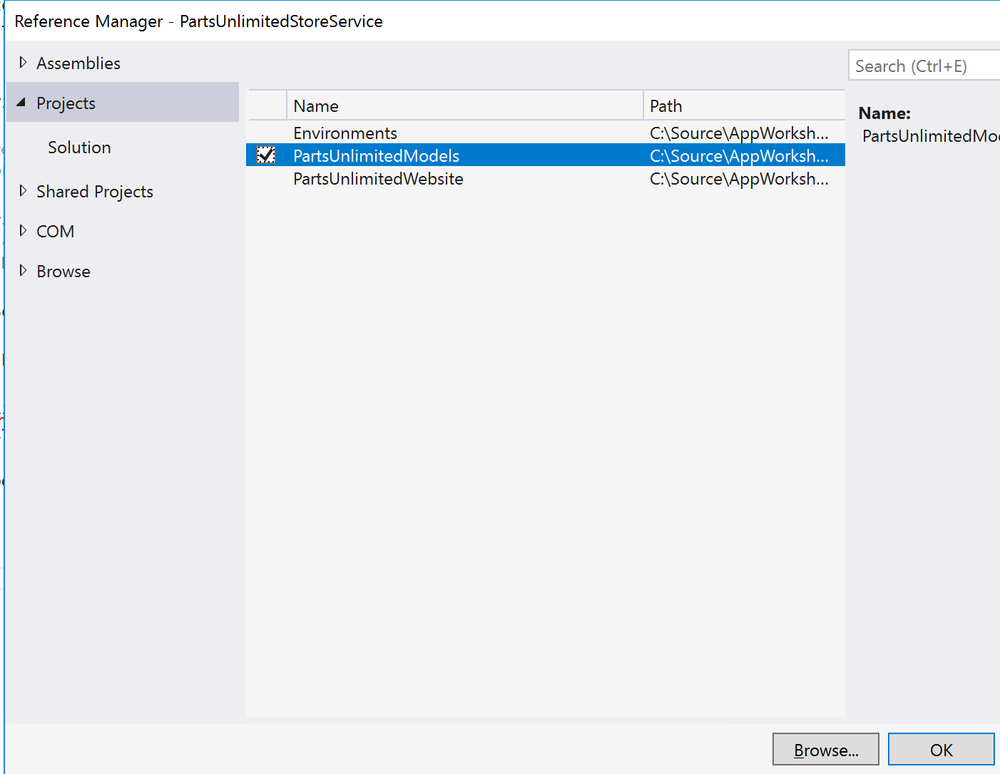 Reference Manager - PartsUnlimitedStoreService
Assemblies
Projects
Solution
Shared Projects
COM
Browse
Name Path
Environments C:\Source\AppWorksh...
PartsUnlimitedModels C:\Source\AppWorksh...
PartsUnlimitedWebsite C:\Source\AppWorksh...
Search (Ctrl+E)
Name:
PartsUnlimitedMo
Browse...
OK